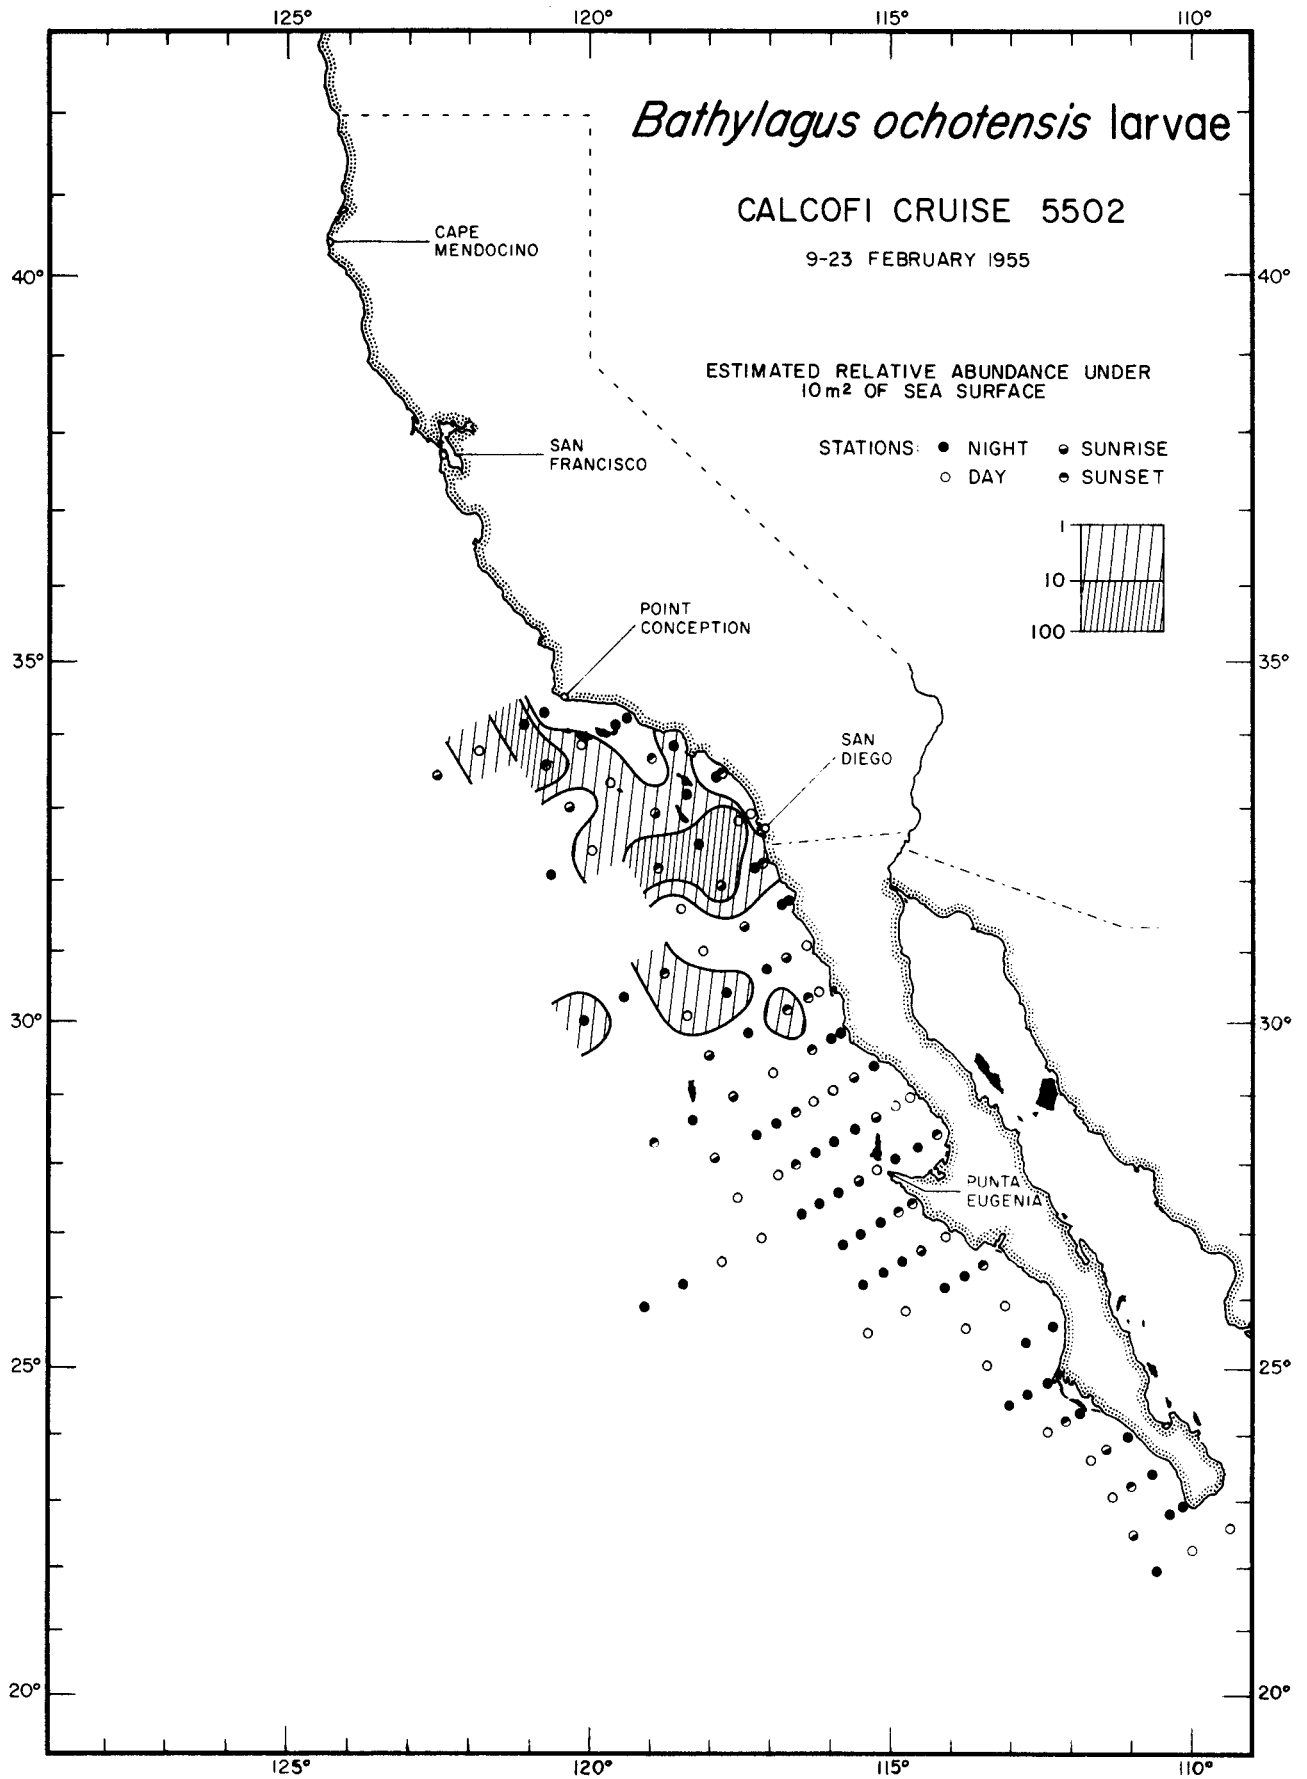 125° 120° 115° 110°
Bathylagus ochotensis larvae
CALCOFI CRUISE 5502
9-23 FEBRUARY 1955
CAPE
MENDOCINO
40° 40°
ESTIMATED RELATIVE ABUNDANCE UNDER
10m² OF SEA SURFACE
STATIONS: NIGHT SUNRISE
DAY SUNSET
SAN
FRANCISCO
1
10
100
POINT
CONCEPTION
35° 35°
SAN
DIEGO
30° 30°
PUNTA
EUGENIA
25° 25°
20° 20°
125° 120° 115° 110°